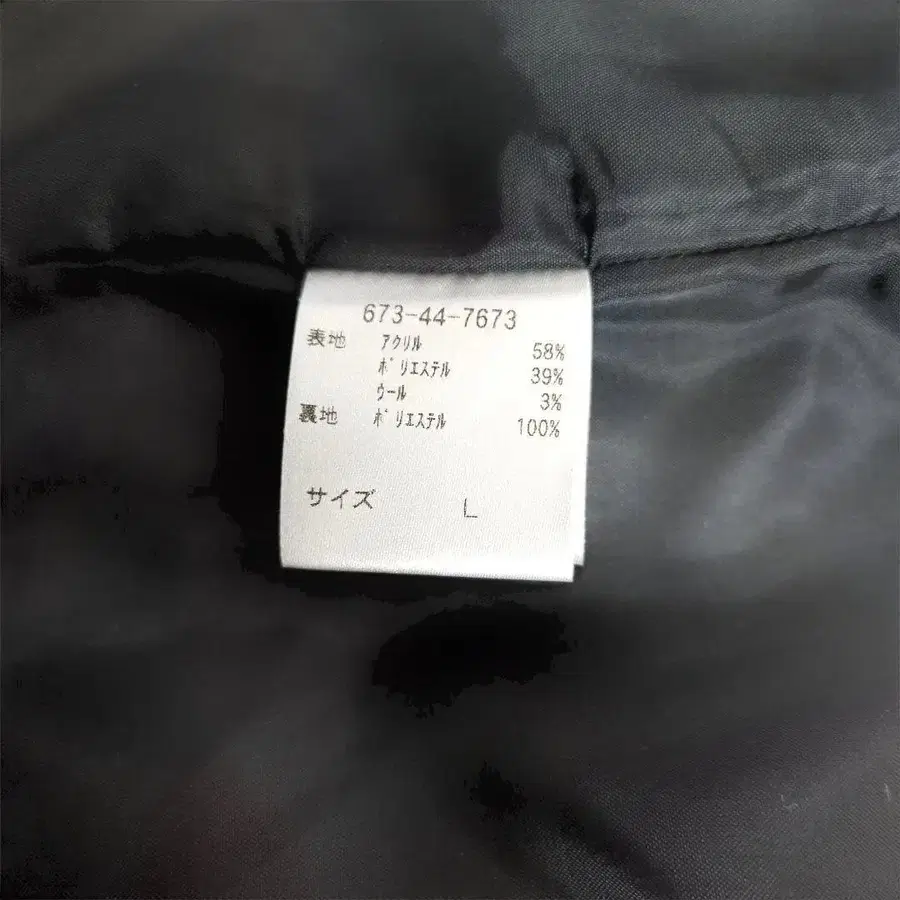 673-44-7673
表地 アクリル 58%
ポリエステル 39%
ウール 3%
裏地 ポリエステル 100%
サイズ L